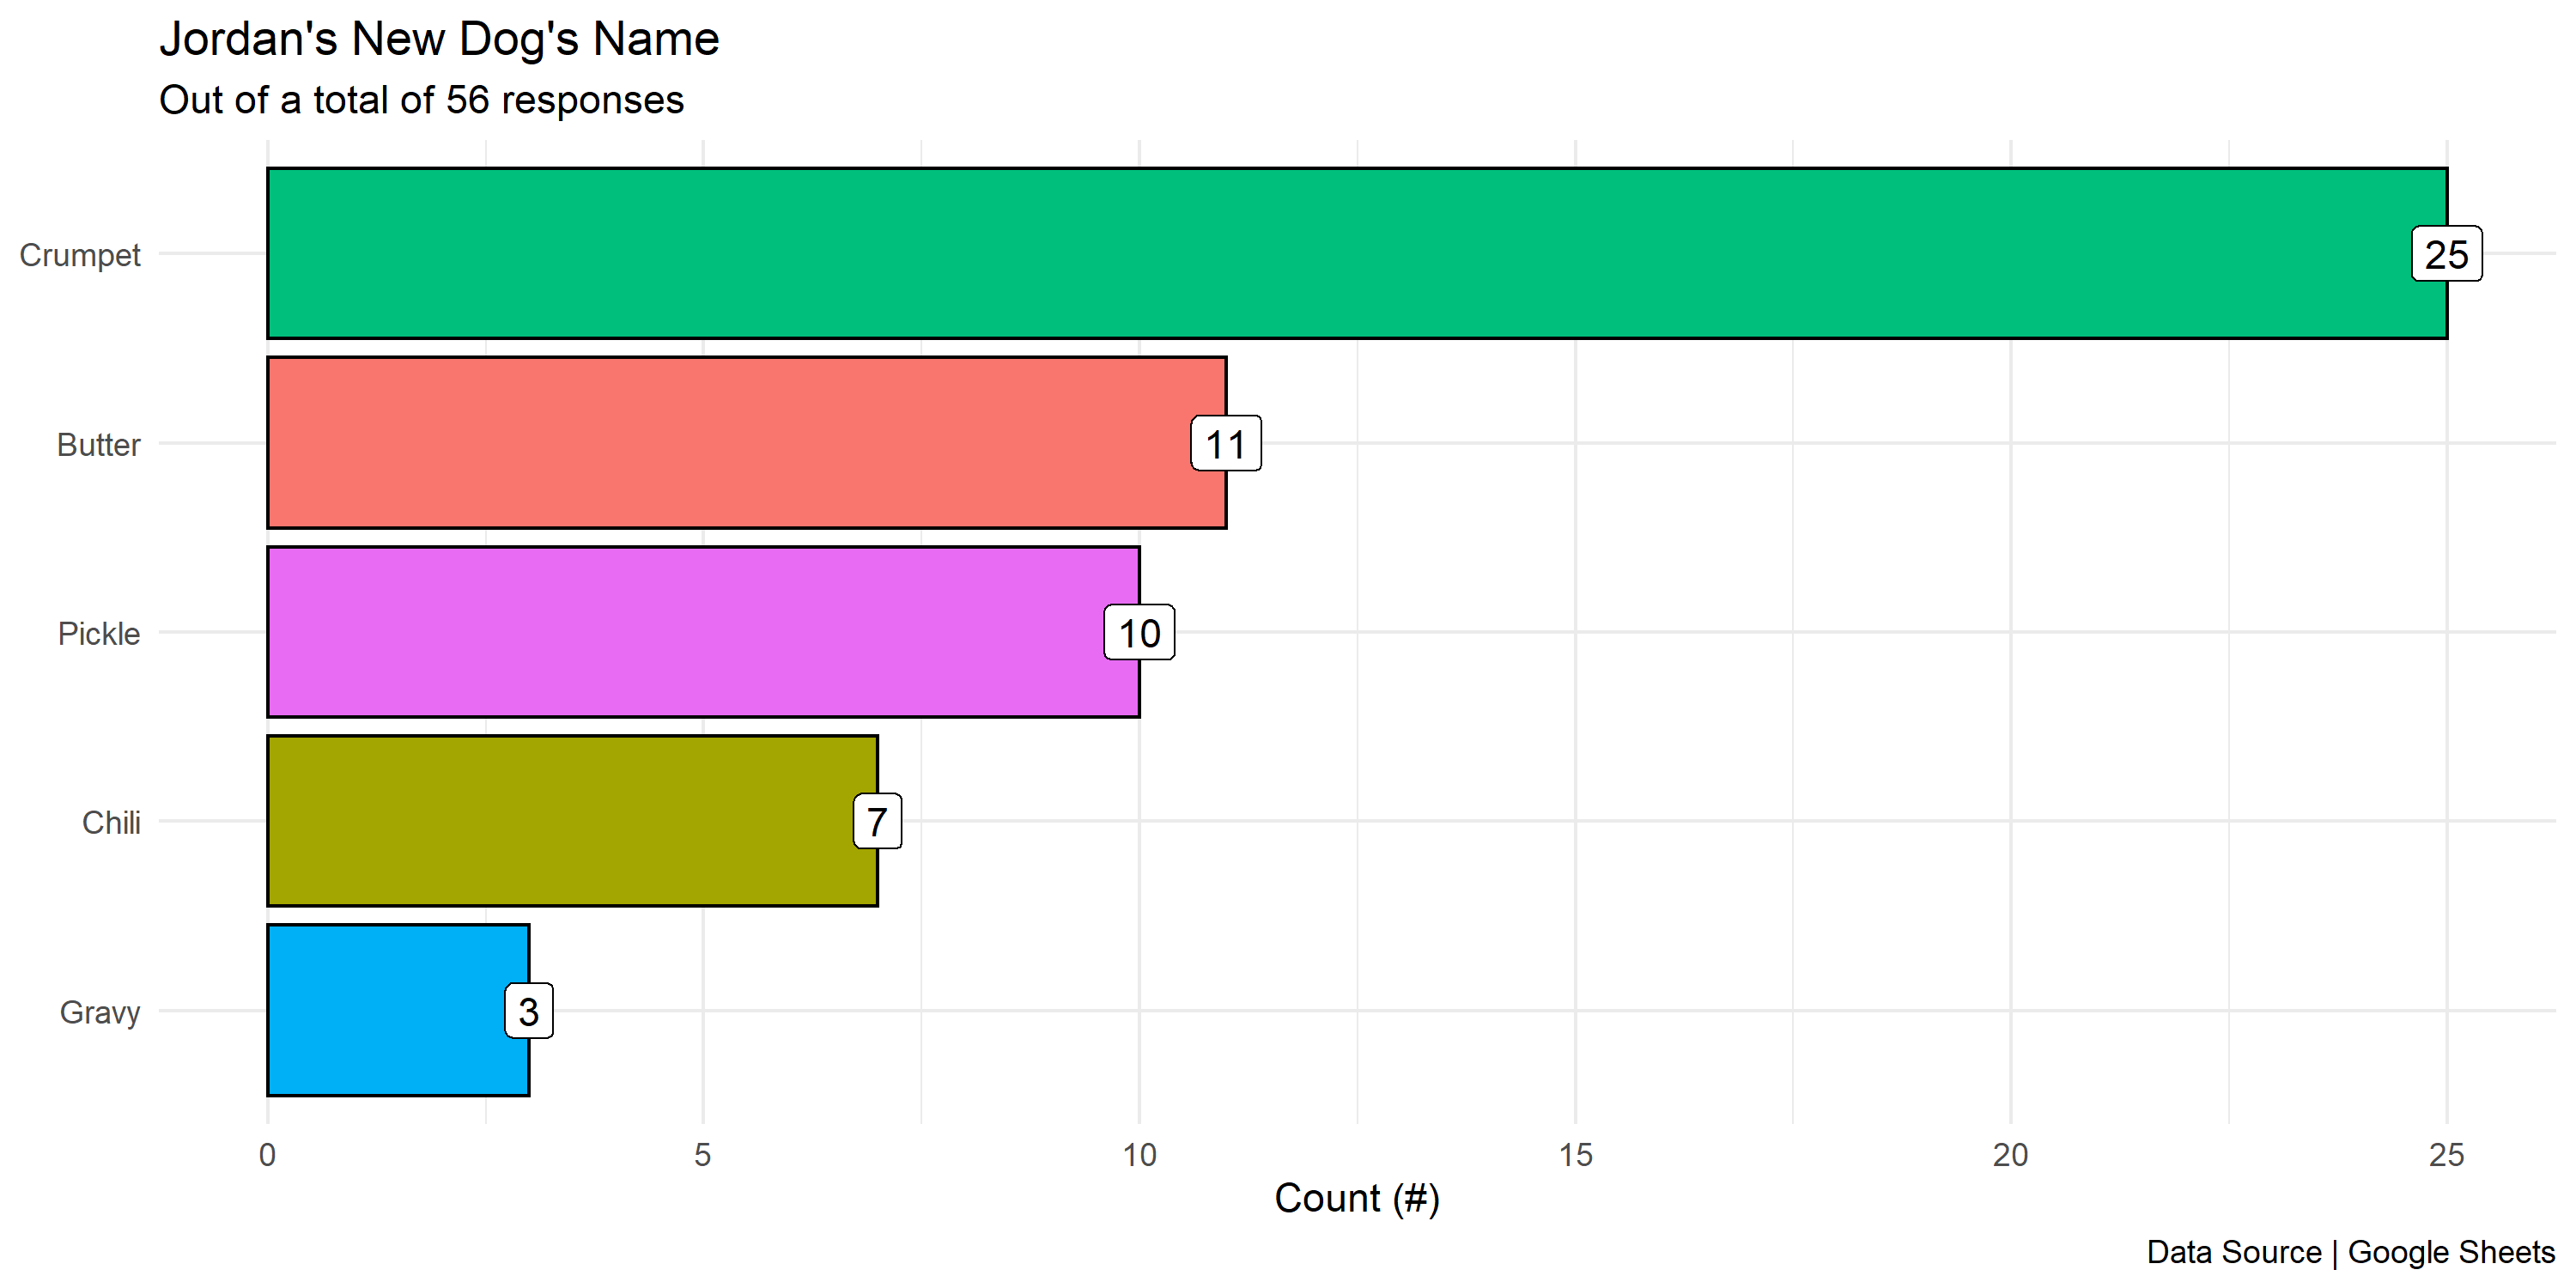 Jordan's New Dog's Name
Out of a total of 56 responses
Crumpet
25
Butter
11
Pickle
10
Chili
7
Gravy
3
0 5 10 15 20 25
Count (#)
Data Source | Google Sheets